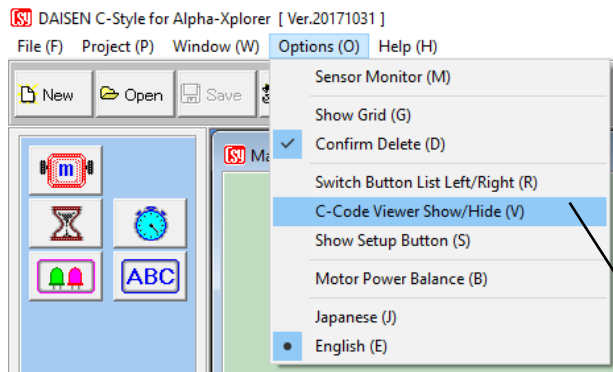 DAISEN C-Style for Alpha-Xplorer [ Ver.20171031 ]
File (F) Project (P) Window (W) Options (O) Help (H)
New Open Save
Sensor Monitor (M)
Show Grid (G)
Confirm Delete (D)
Ma
Switch Button List Left/Right (R)
m
C-Code Viewer Show/Hide (V)
Show Setup Button (S)
ABC
Motor Power Balance (B)
Japanese (J)
English (E)